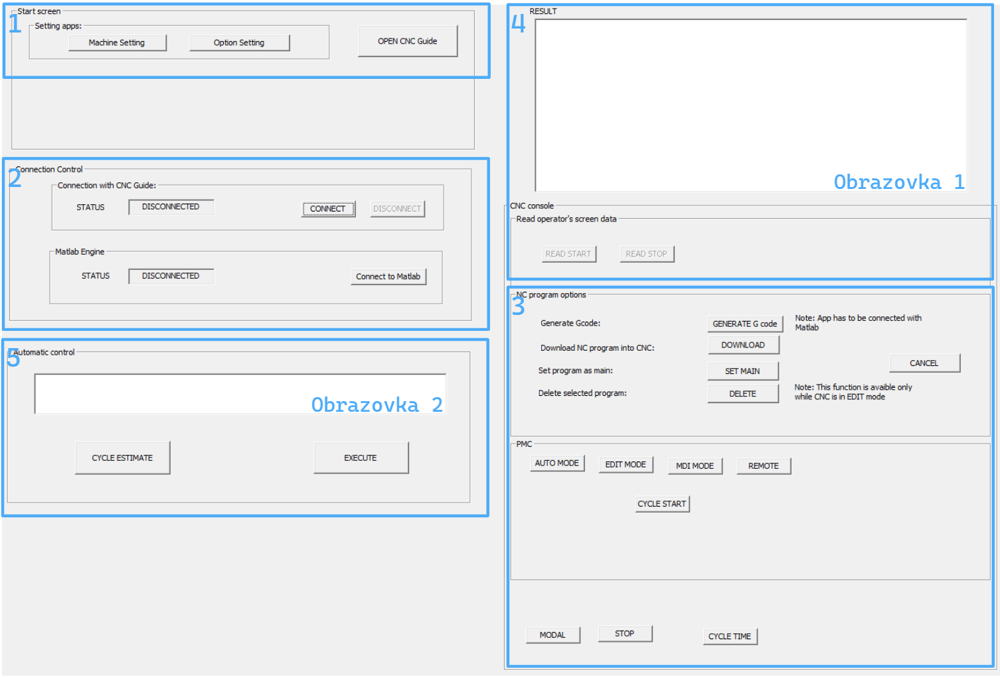 Start screen
1
Setting apps:
Machine Setting
Option Setting
OPEN CNC Guide
Connection Control
2
Connection with CNC Guide:
STATUS
DISCONNECTED
CONNECT
DISCONNECT
Matlab Engine
STATUS
DISCONNECTED
Connect to Matlab
Automatic control
5
Obrazovka 2
CYCLE ESTIMATE
EXECUTE
RESULT
4
Obrazovka 1
CNC console
Read operator's screen data
READ START
READ STOP
NC program options
3
Generate Gcode:
GENERATE G code
Note: App has to be connected with
Matlab
Download NC program into CNC:
DOWNLOAD
CANCEL
Set program as main:
SET MAIN
Delete selected program:
DELETE
Note: This function is avaible only
while CNC is in EDIT mode
PMC
AUTO MODE
EDIT MODE
MDI MODE
REMOTE
CYCLE START
MODAL
STOP
CYCLE TIME